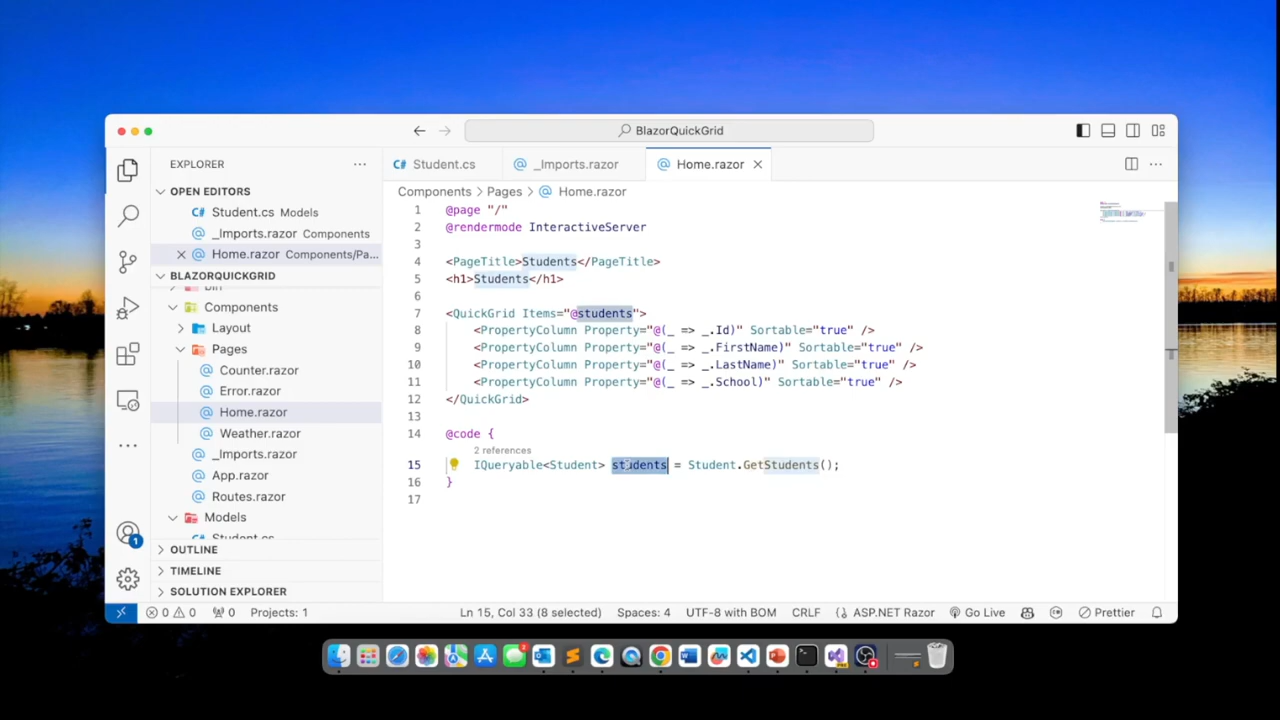 BlazorQuickGrid
EXPLORER
OPEN EDITORS
C# Student.cs Models
_Imports.razor Components
Home.razor Components/Pa...
BLAZORQUICKGRID
bin
Components
Layout
Pages
Counter.razor
Error.razor
Home.razor
Weather.razor
_Imports.razor
App.razor
Routes.razor
Models
C# Student.cs
OUTLINE
TIMELINE
SOLUTION EXPLORER
C# Student.cs
_Imports.razor
Home.razor
Components > Pages > Home.razor
1 @page "/"
2 @rendermode InteractiveServer
3
4 <PageTitle>Students</PageTitle>
5 <h1>Students</h1>
6
7 <QuickGrid Items="@students">
8 <PropertyColumn Property="@(_ => _.Id)" Sortable="true" />
9 <PropertyColumn Property="@(_ => _.FirstName)" Sortable="true" />
10 <PropertyColumn Property="@(_ => _.LastName)" Sortable="true" />
11 <PropertyColumn Property="@(_ => _.School)" Sortable="true" />
12 </QuickGrid>
13
14 @code {
2 references
15 IQueryable<Student> students = Student.GetStudents();
16 }
17
1
0 0 0 Projects: 1 Ln 15, Col 33 (8 selected) Spaces: 4 UTF-8 with BOM CRLF ASP.NET Razor Go Live Prettier